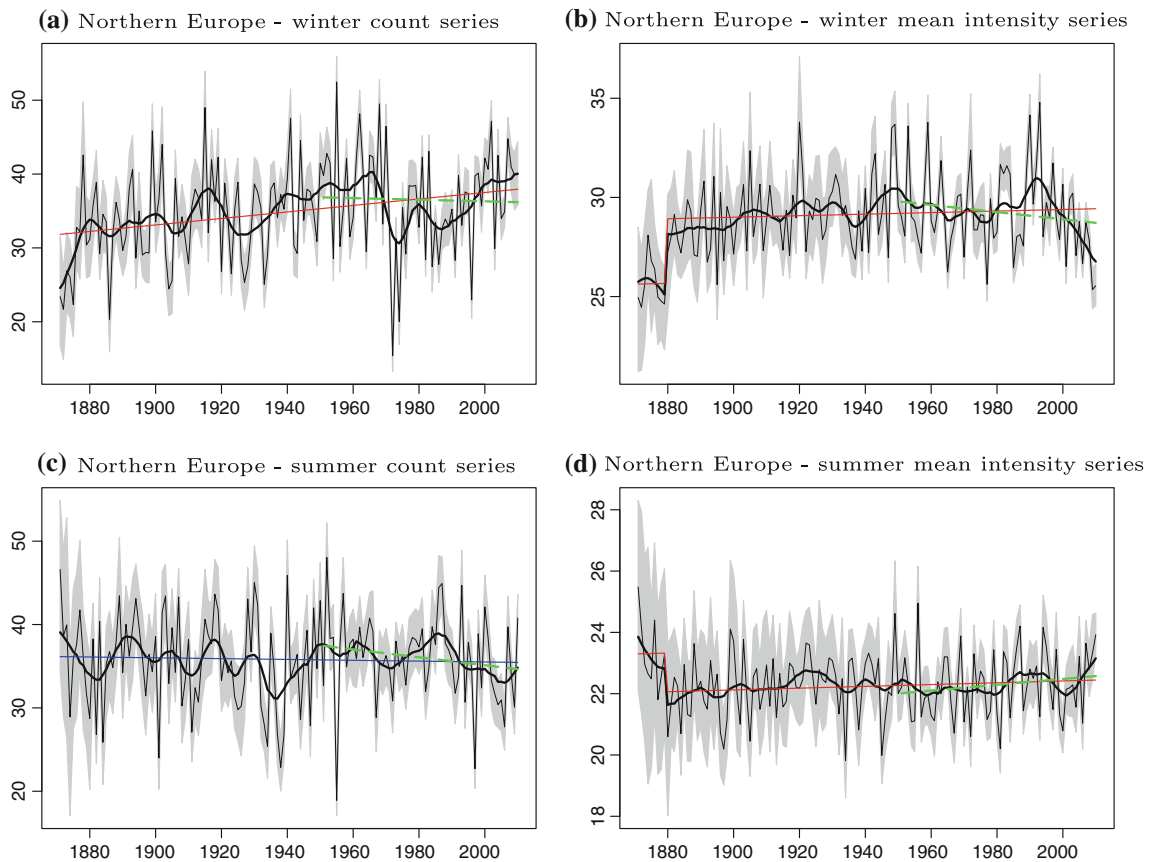 (a) Northern Europe - winter count series
50
40
30
20
1880 1900 1920 1940 1960 1980 2000
(b) Northern Europe - winter mean intensity series
35
30
25
1880 1900 1920 1940 1960 1980 2000
(c) Northern Europe - summer count series
50
40
30
20
1880 1900 1920 1940 1960 1980 2000
(d) Northern Europe - summer mean intensity series
28
26
24
22
20
18
1880 1900 1920 1940 1960 1980 2000